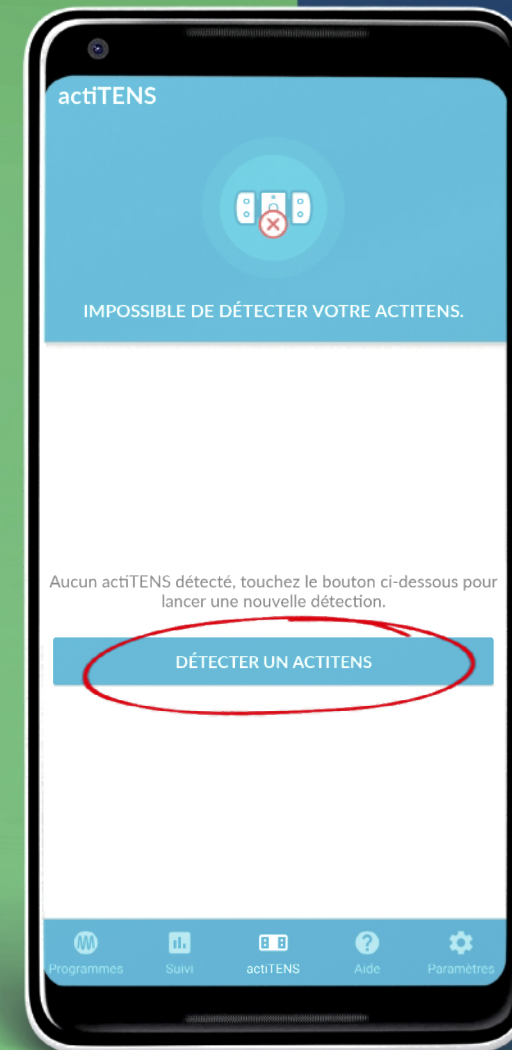 actiTENS
IMPOSSIBLE DE DÉTECTER VOTRE ACTITENS.
Aucun actiTENS détecté, touchez le bouton ci-dessous pour
lancer une nouvelle détection.
DÉTECTER UN ACTITENS
Programmes Suivi actiTENS Aide Paramètres